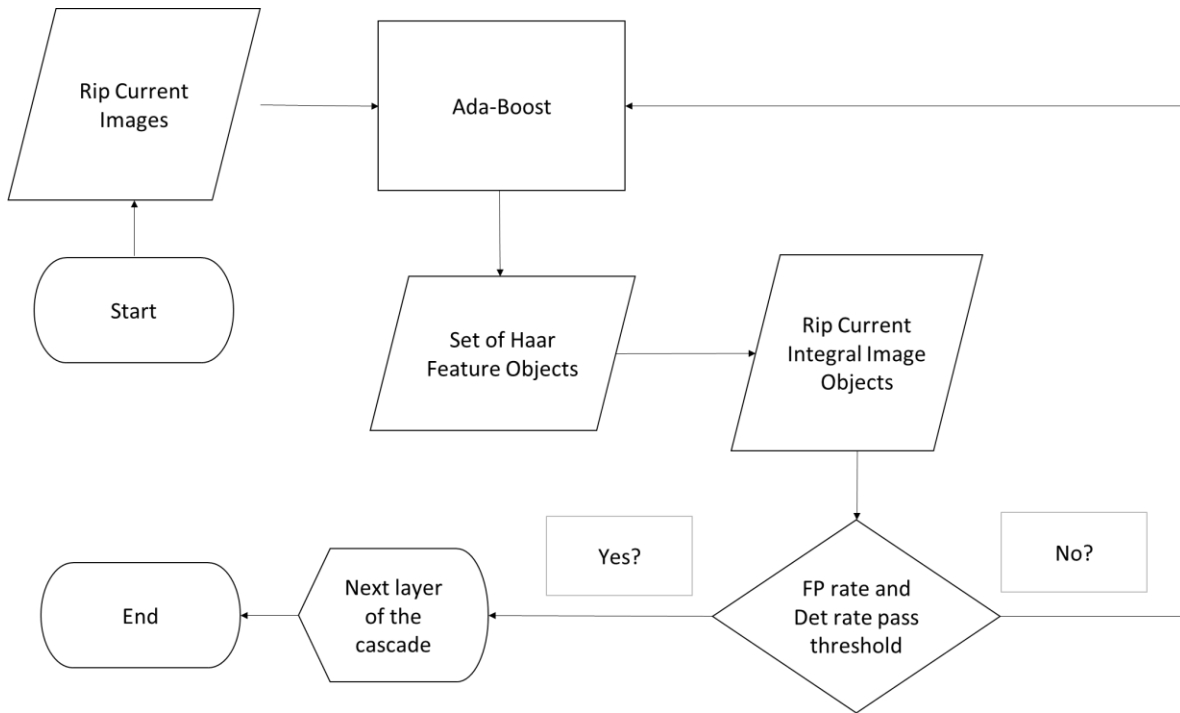 Rip Current
Images
Ada-Boost
Start
Set of Haar
Feature Objects
Rip Current
Integral Image
Objects
Yes?
No?
FP rate and
Det rate pass
threshold
Next layer
of the
cascade
End